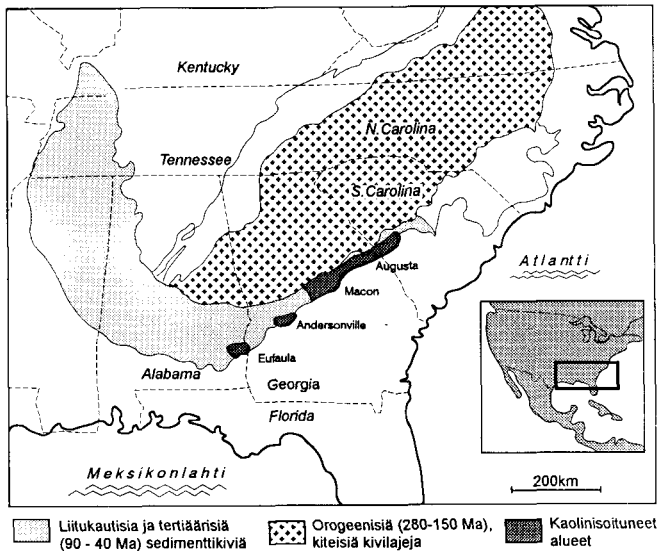 Kentucky
Tennessee
N. Carolina
S. Carolina
Augusta
Macon
Andersonville
Eufaula
Alabama
Georgia
Florida
Atlantti
Meksikonlahti
200km
Liitukautisia ja tertiäärisiä
(90 - 40 Ma) sedimenttikiviä
Orogeenisiä (280-150 Ma),
kiteisiä kivilajeja
Kaolinisoituneet
alueet